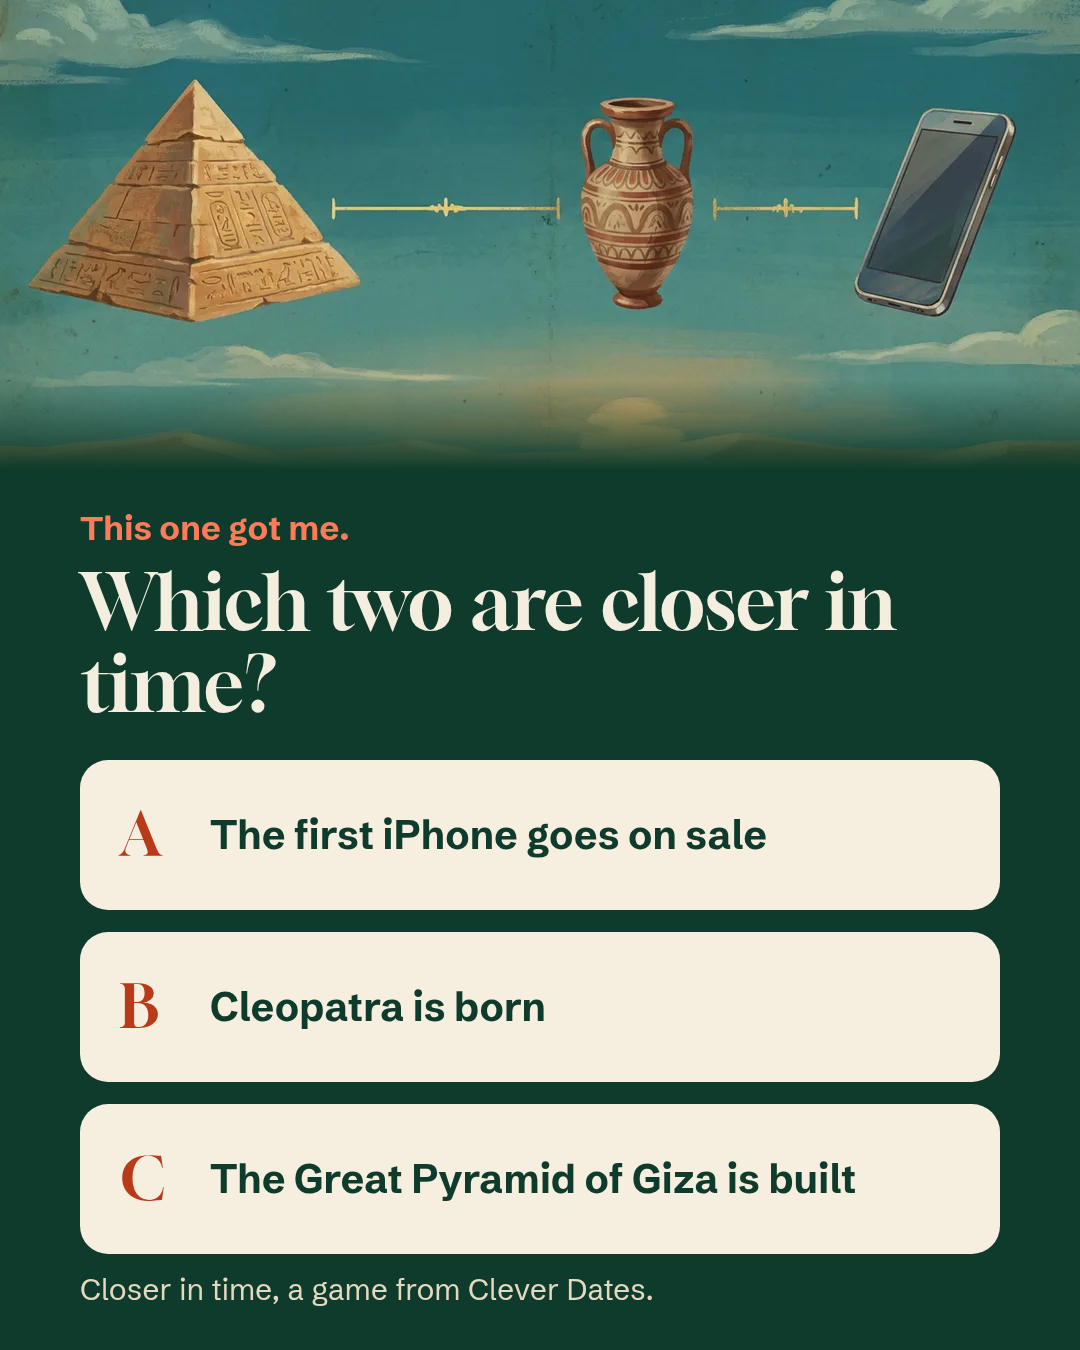 This one got me.
Which two are closer in
time?
A The first iPhone goes on sale
B Cleopatra is born
C The Great Pyramid of Giza is built
Closer in time, a game from Clever Dates.